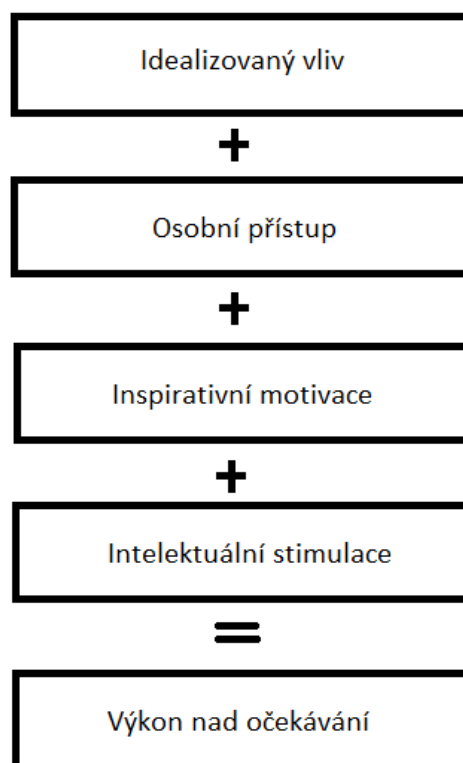 Idealizovaný vliv
+
Osobní přístup
+
Inspirativní motivace
+
Intelektuální stimulace
=
Výkon nad očekávání